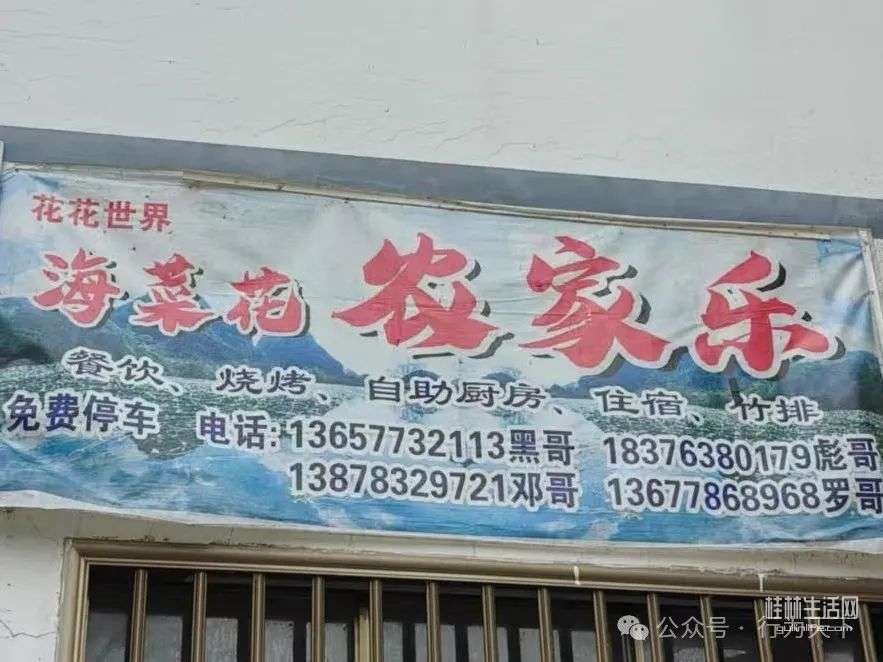 花花世界
海菜花 农家乐
餐饮、烧烤、自助厨房、住宿、竹排
免费停车 电话:13657732113黑哥 18376380179彪哥
13878329721邓哥 13677868968罗哥
桂林生活网
guilinlife.com
公众号·行